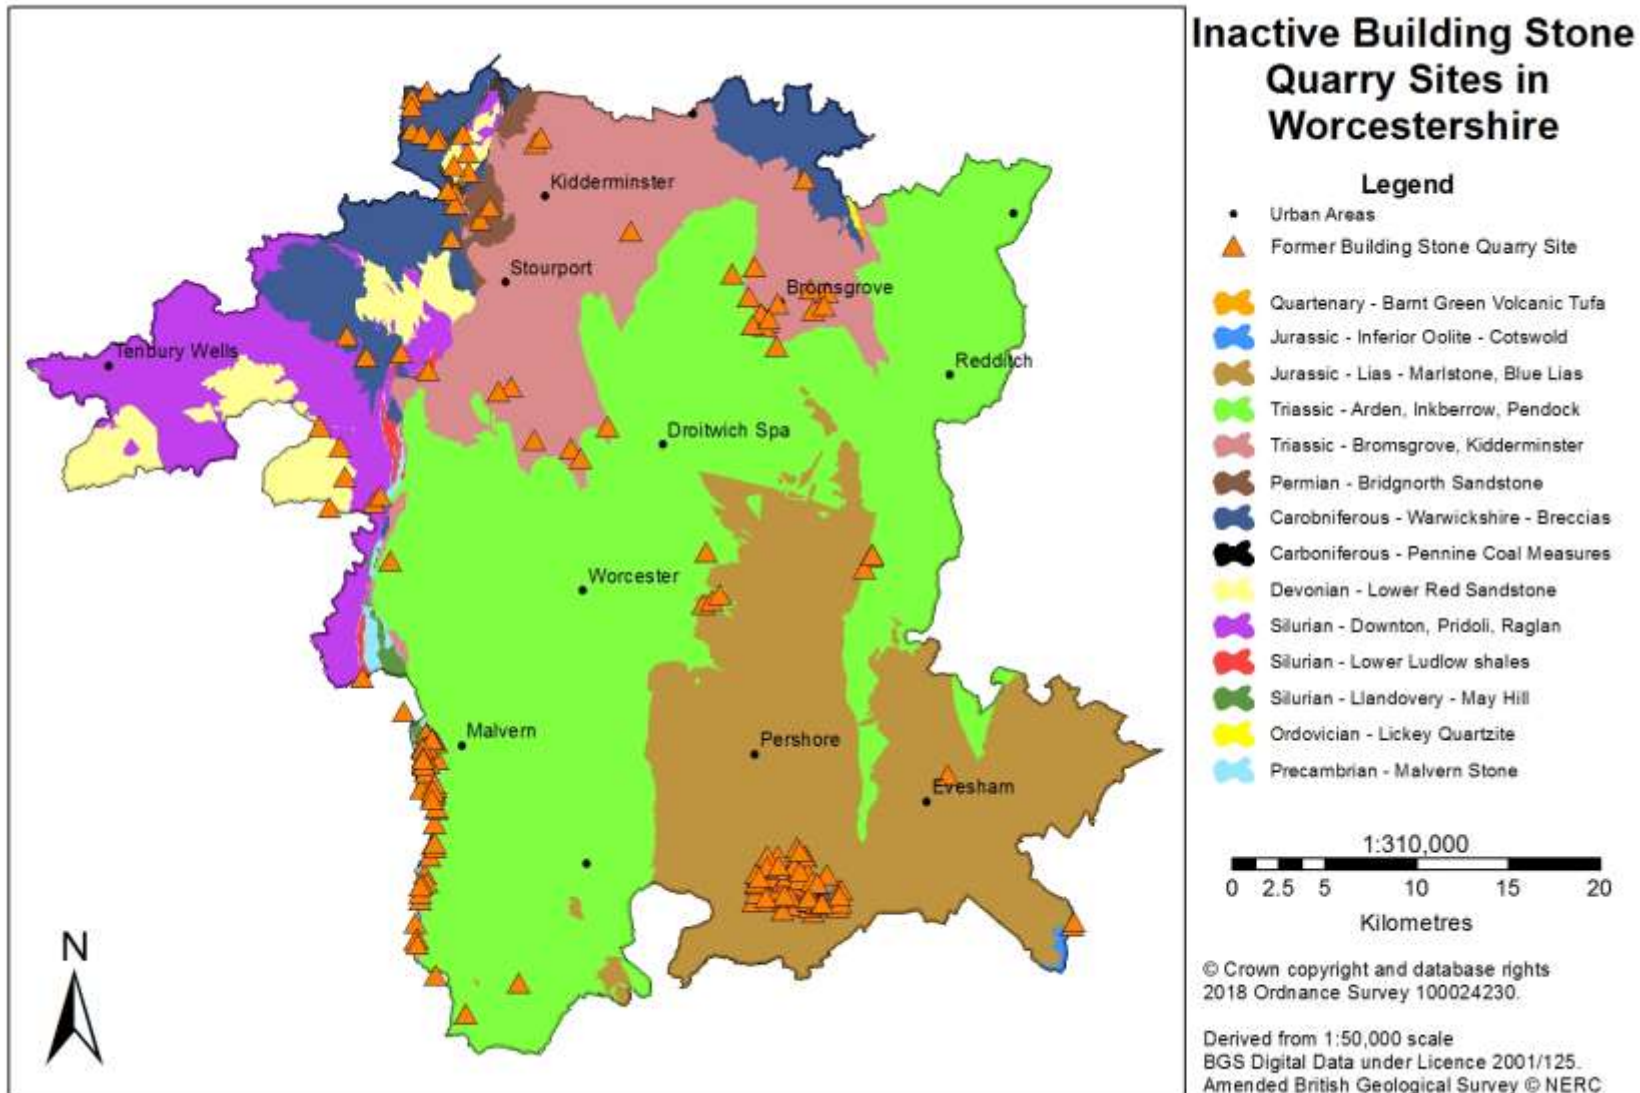 Inactive Building Stone
Quarry Sites in
Worcestershire
Legend
Urban Areas
Former Building Stone Quarry Site
Quartenary - Barnt Green Volcanic Tufa
Jurassic - Inferior Oolite - Cotswold
Jurassic - Lias - Marlstone, Blue Lias
Triassic - Arden, Inkberrow, Pendock
Triassic - Bromsgrove, Kidderminster
Permian - Bridgnorth Sandstone
Carobniferous - Warwickshire - Breccias
Carboniferous - Pennine Coal Measures
Devonian - Lower Red Sandstone
Silurian - Downton, Pridoli, Raglan
Silurian - Lower Ludlow shales
Silurian - Llandovery - May Hill
Ordovician - Lickey Quartzite
Precambrian - Malvern Stone
1:310,000
0 2.5 5 10 15 20
Kilometres
© Crown copyright and database rights
2018 Ordnance Survey 100024230.
Derived from 1:50,000 scale
BGS Digital Data under Licence 2001/125.
Amended British Geological Survey © NERC
Kidderminster
Stourport
Bromsgrove
Tenbury Wells
Redditch
Droitwich Spa
Worcester
Malvern
Pershore
Evesham
N